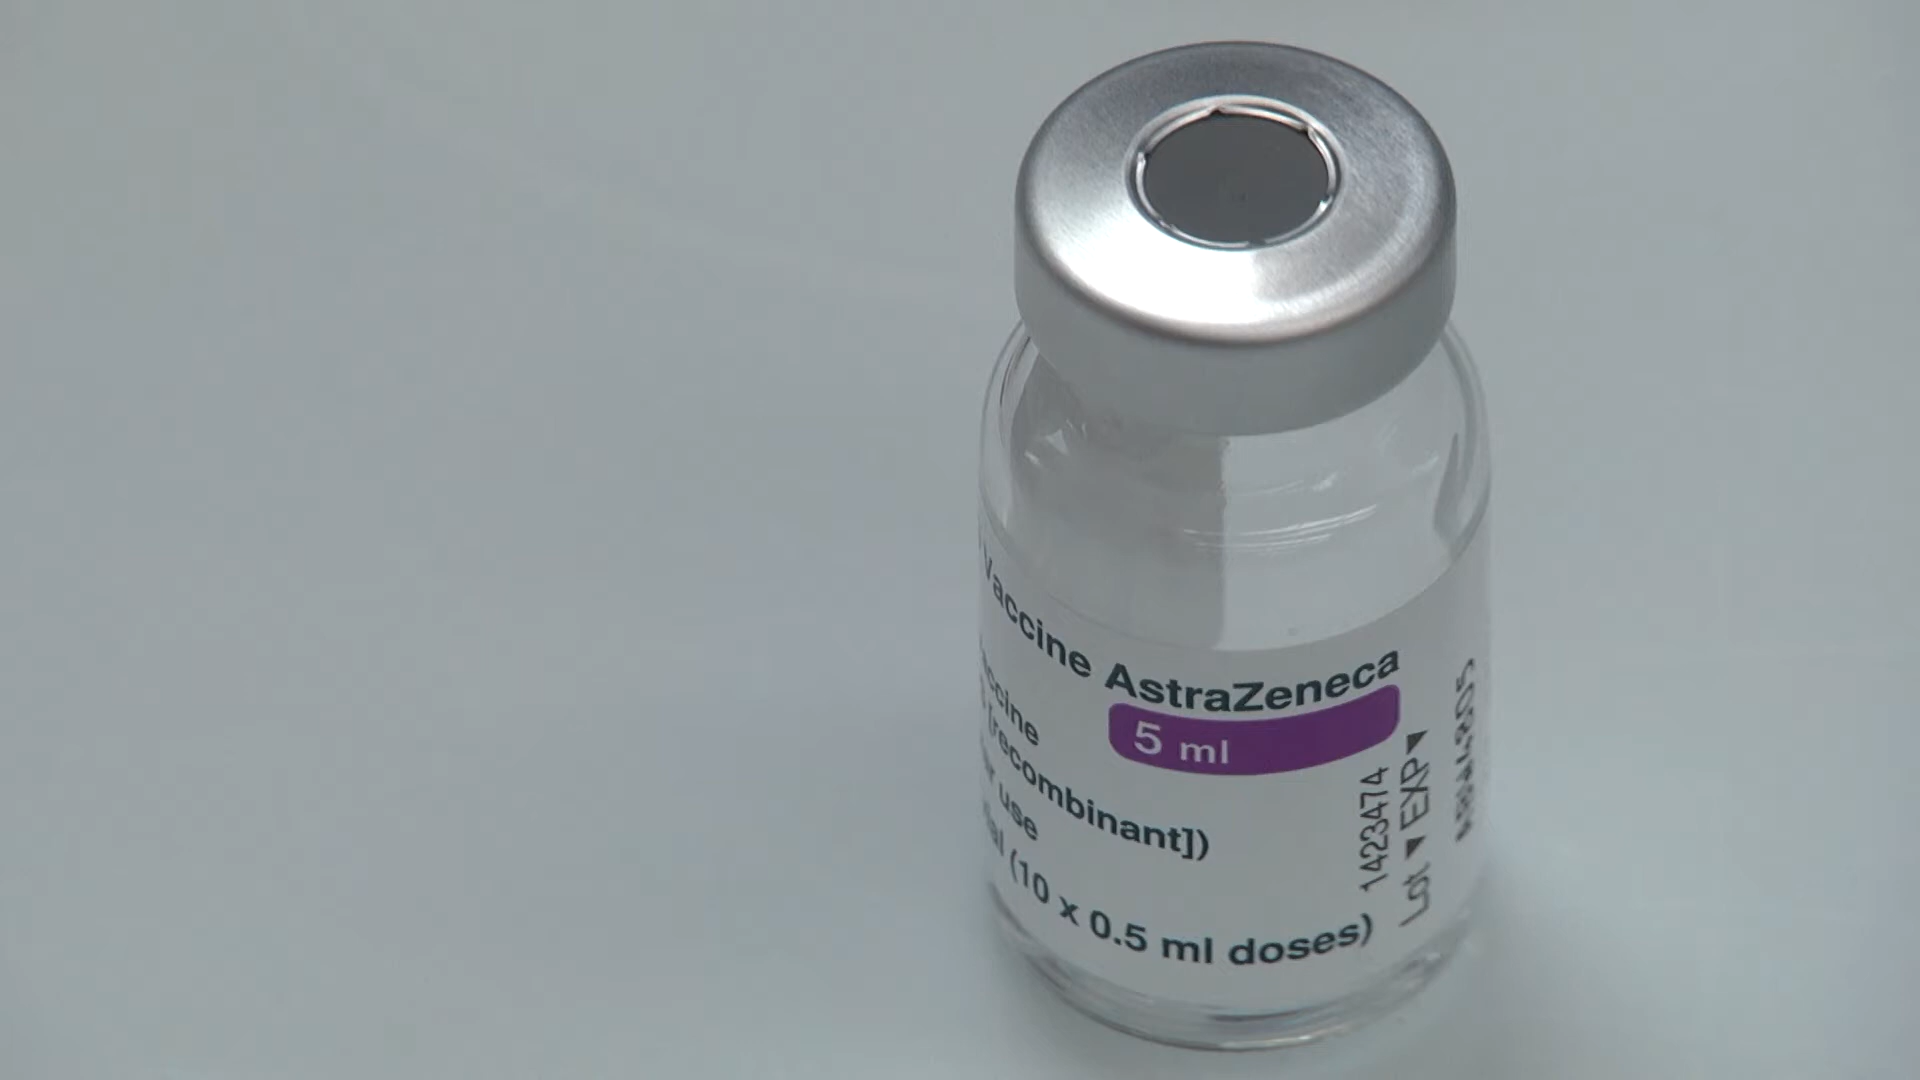 Vaccine AstraZeneca
5 ml
[recombinant])
use
(10 x 0.5 ml doses)
1423474
Lot ▼ EXP▼